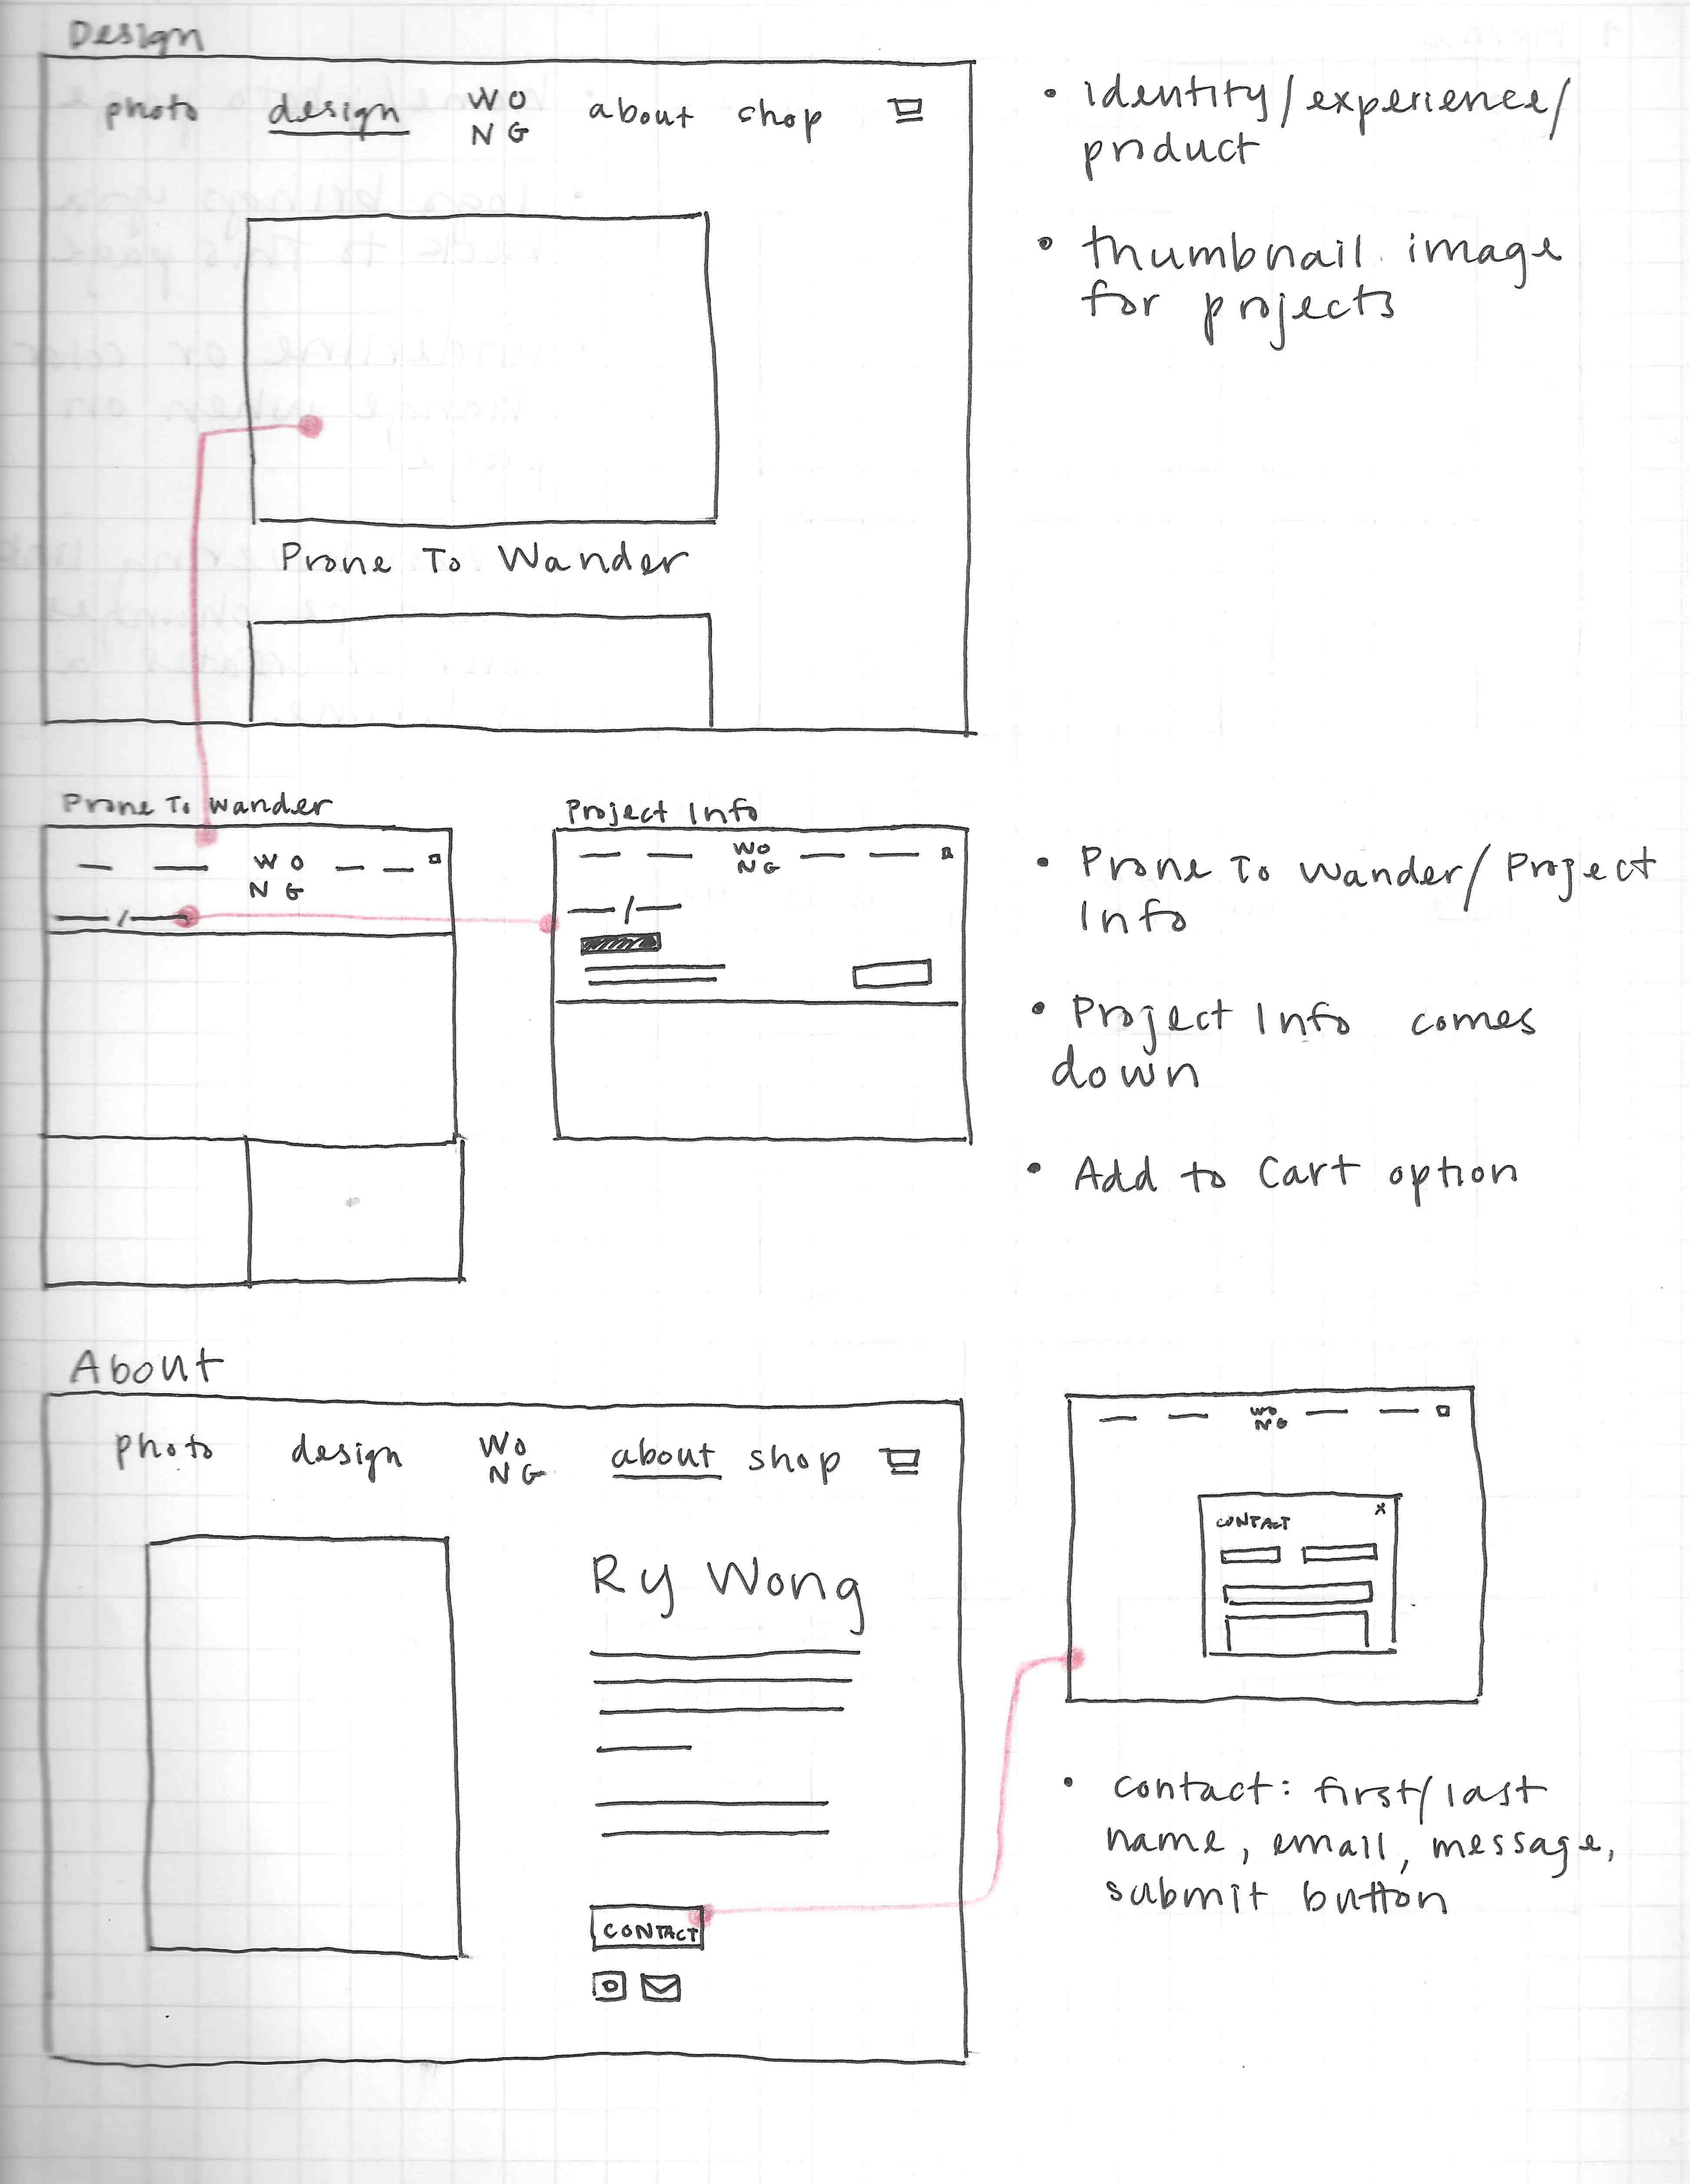 Design
photo design WO about shop
NG
Prone To Wander
• identity/experience/
product
• thumbnail image
for projects
Prone To Wander
WO
NG
Project Info
WO
NG
• Prone To Wander/Project
Info
• Project Info comes
down
• Add to Cart option
About
photo design WO about shop
NG
Ry Wong
CONTACT
WO
NG
CONTACT X
• contact: first/last
name, email, message,
submit button